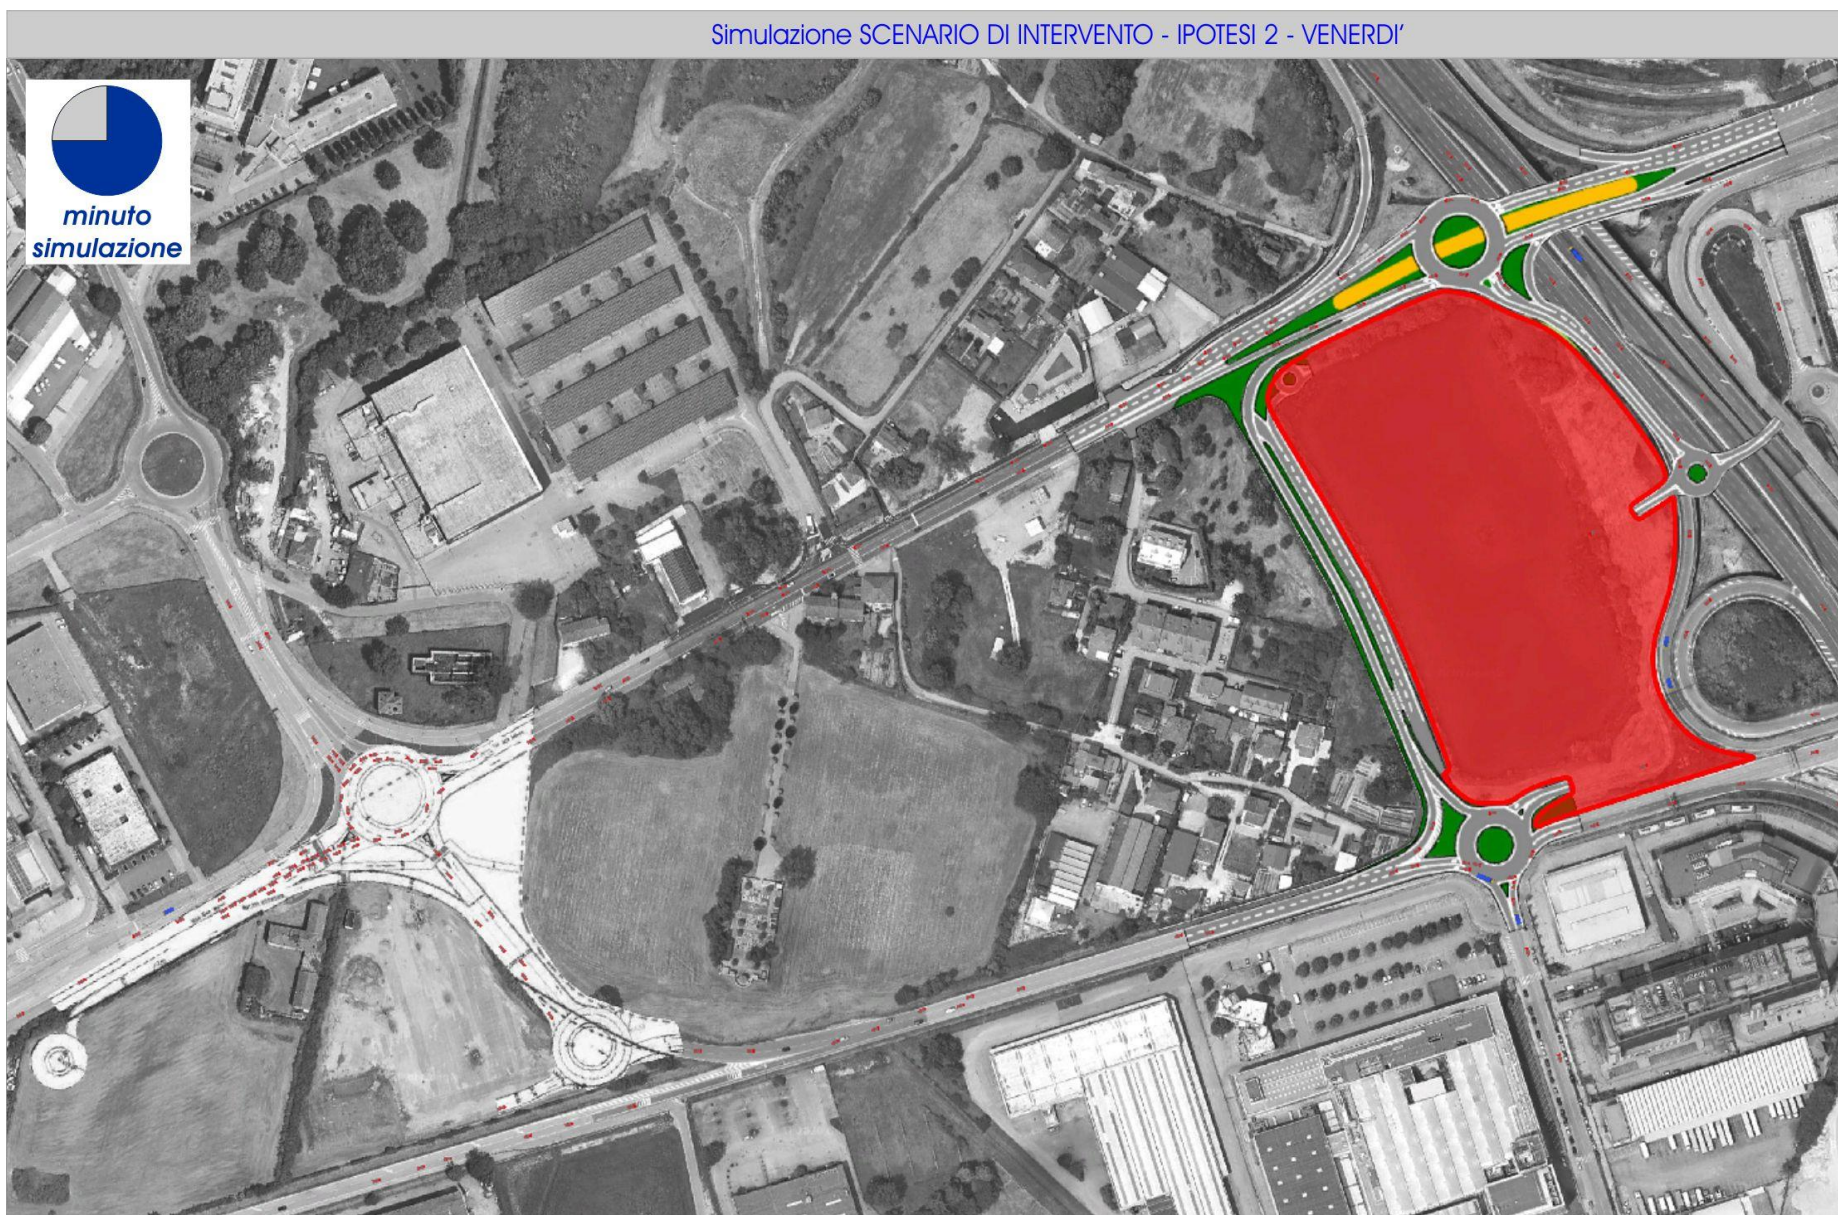 Simulazione SCENARIO DI INTERVENTO - IPOTESI 2 - VENERDI'
minuto
simulazione